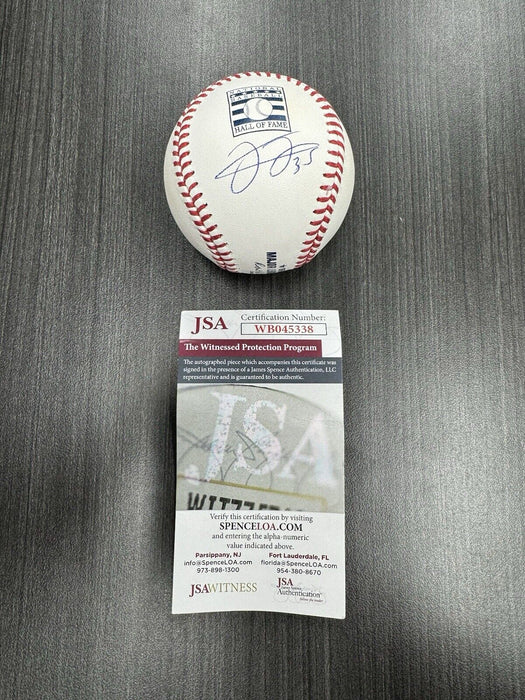 NATIONAL
BASEBALL
HALL OF FAME
35
MAJO
JSA
Certification Number:
WB045338
The Witnessed Protection Program
The autographed piece which accompanies this certificate was
signed in the presence of a James Spence Authentication, LLC
representative and is guaranteed to be authentic.
JSA
Verify this certification by visiting
SPENCELOA.COM
and entering the alpha-numeric
value indicated above.
Parsippany, NJ
info@SpenceLOA.com
973-898-1300
Fort Lauderdale, FL
florida@SpenceLOA.com
954-380-8670
JSAWITNESS
JSA
James Spence
Authentication